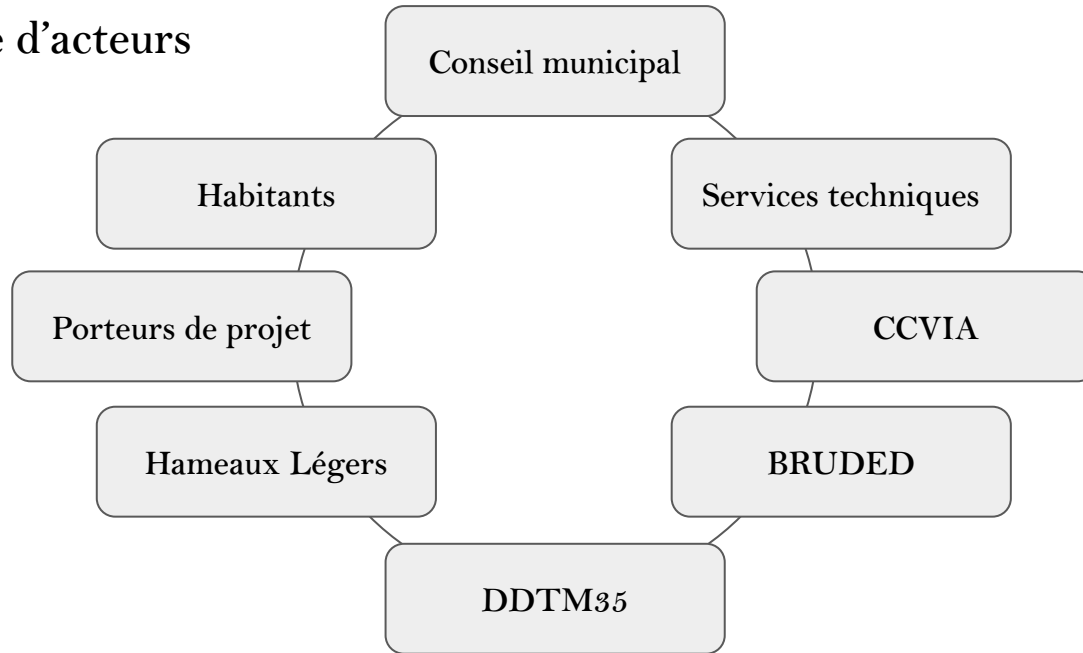 d'acteurs
Conseil municipal
Habitants
Services techniques
Porteurs de projet
CCVIA
Hameaux Légers
BRUDED
DDTM35